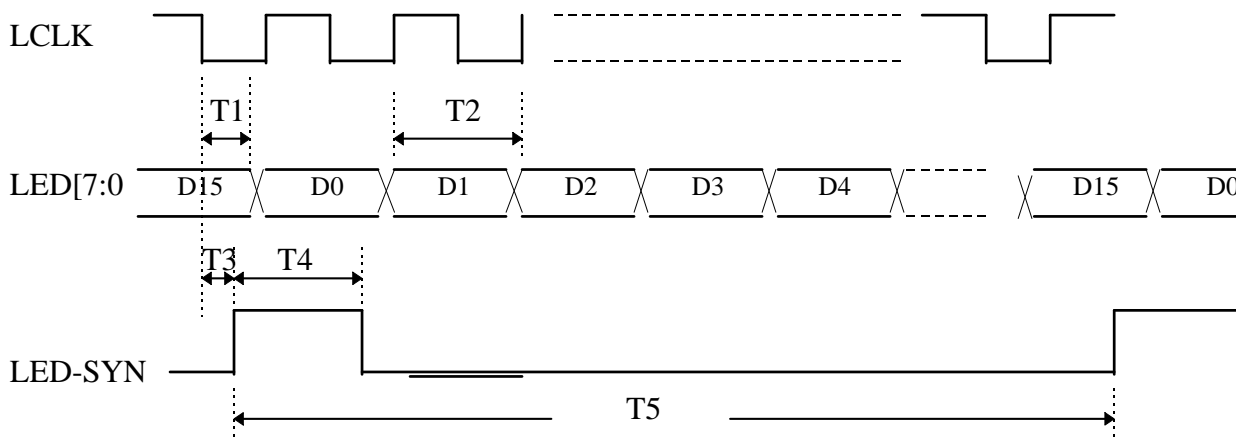 LCLK
T1 T2
LED[7:0 D15 D0 D1 D2 D3 D4 D15 D0
T3 T4
LED-SYN
T5